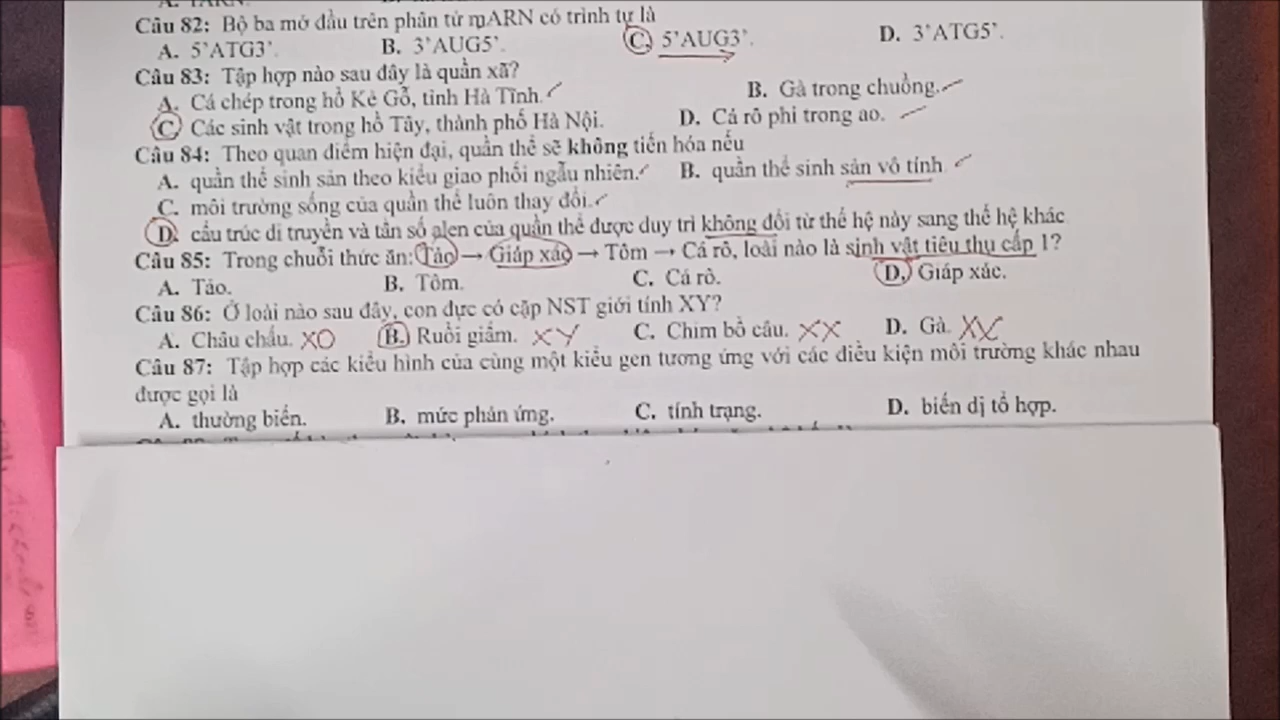 Câu 82: Bộ ba mở đầu trên phân tử mARN có trình tự là
A. 5'ATG3'. B. 3'AUG5'. C. 5'AUG3'. D. 3'ATG5'.
Câu 83: Tập hợp nào sau đây là quần xã?
A. Cá chép trong hồ Kẻ Gỗ, tỉnh Hà Tĩnh. B. Gà trong chuồng.
C. Các sinh vật trong hồ Tây, thành phố Hà Nội. D. Cá rô phi trong ao.
Câu 84: Theo quan điểm hiện đại, quần thể sẽ không tiến hóa nếu
A. quần thể sinh sản theo kiểu giao phối ngẫu nhiên. B. quần thể sinh sản vô tính
C. môi trường sống của quần thể luôn thay đổi.
D. cấu trúc di truyền và tần số alen của quần thể được duy trì không đổi từ thế hệ này sang thế hệ khác
Câu 85: Trong chuỗi thức ăn: Tảo → Giáp xác → Tôm → Cá rô, loài nào là sinh vật tiêu thụ cấp 1?
A. Tảo. B. Tôm. C. Cá rô. D. Giáp xác.
Câu 86: Ở loài nào sau đây, con đực có cặp NST giới tính XY?
A. Châu chấu. XO B. Ruồi giấm. XY C. Chim bồ câu. XX D. Gà. XX
Câu 87: Tập hợp các kiểu hình của cùng một kiểu gen tương ứng với các điều kiện môi trường khác nhau
được gọi là
A. thường biến. B. mức phản ứng. C. tính trạng. D. biến dị tổ hợp.